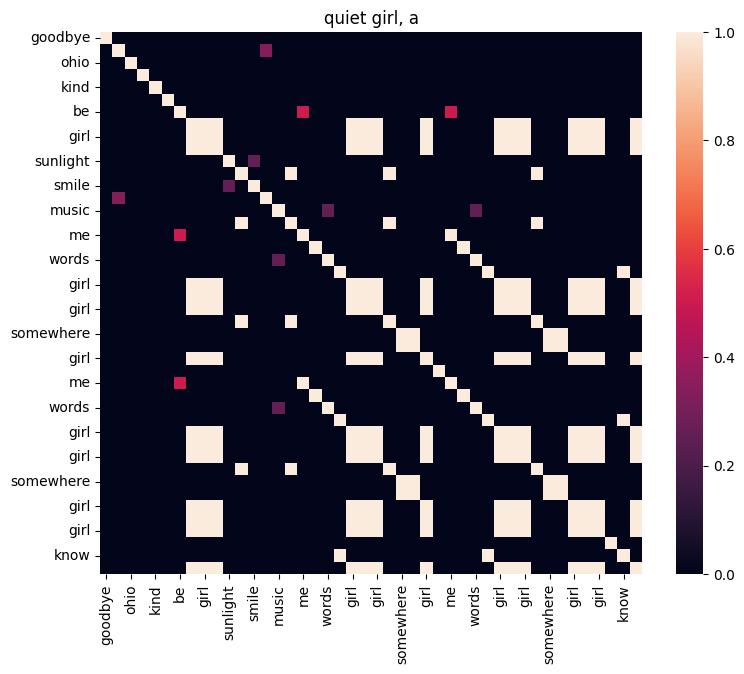 quiet girl, a
goodbye
ohio
kind
be
girl
sunlight
smile
music
me
words
girl
girl
somewhere
girl
me
words
girl
girl
somewhere
girl
girl
know
1.0
0.8
0.6
0.4
0.2
0.0
goodbye
ohio
kind
be
girl
sunlight
smile
music
me
words
girl
girl
somewhere
girl
me
words
girl
girl
somewhere
girl
girl
know